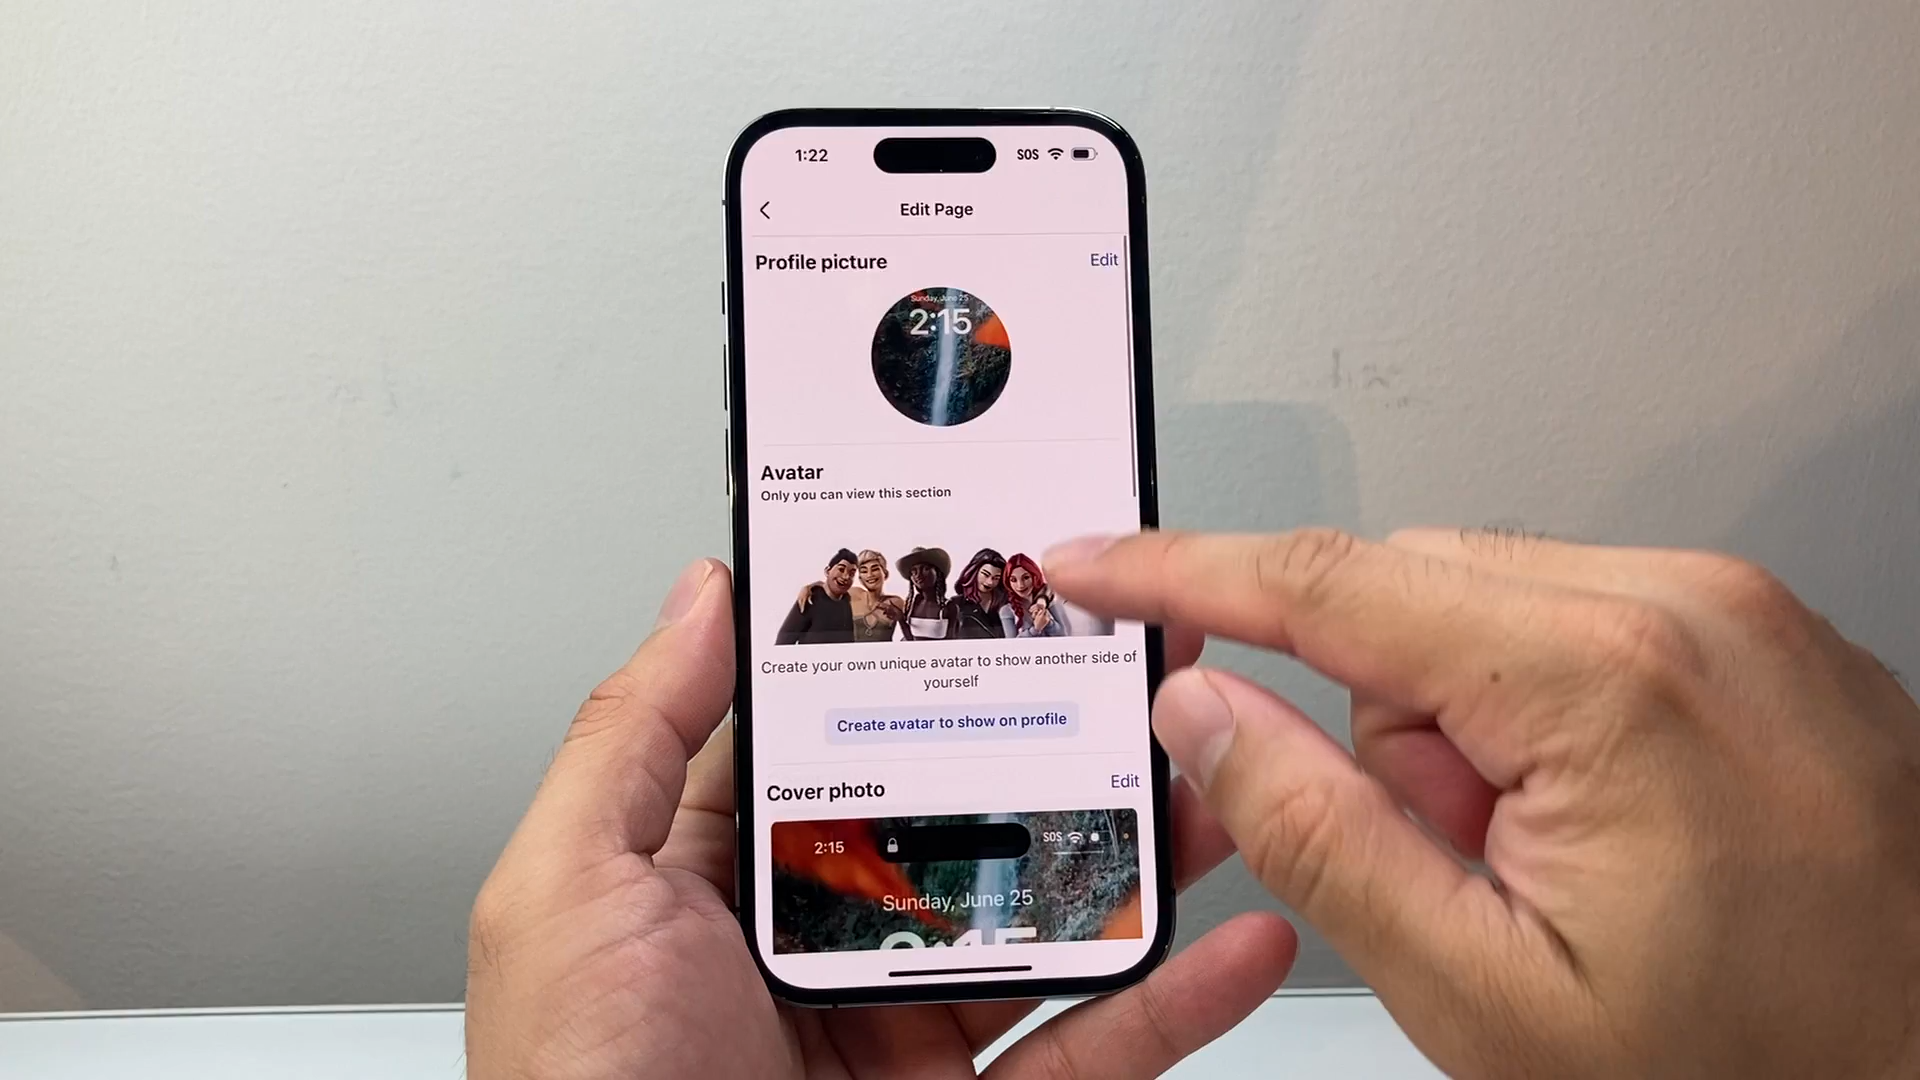 1:22
SOS
Edit Page
Profile picture
Edit
Sunday, June 25
2:15
Avatar
Only you can view this section
Create your own unique avatar to show another side of
yourself
Create avatar to show on profile
Cover photo
Edit
2:15
SOS
Sunday, June 25
2:15